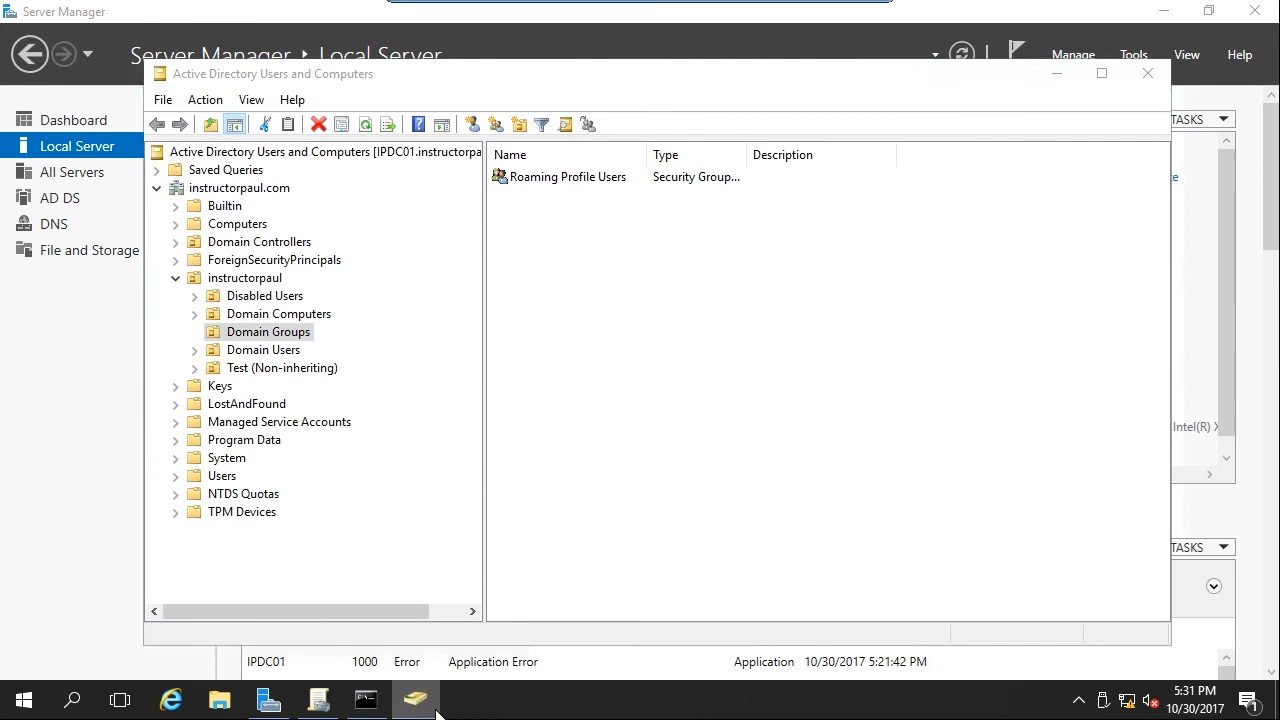 Server Manager
Server Manager ▸ Local Server
Manage Tools View Help
Active Directory Users and Computers
File Action View Help
Dashboard
Local Server
All Servers
AD DS
DNS
File and Storage
Active Directory Users and Computers [IPDC01.instructorpa
Saved Queries
instructorpaul.com
Builtin
Computers
Domain Controllers
ForeignSecurityPrincipals
instructorpaul
Disabled Users
Domain Computers
Domain Groups
Domain Users
Test (Non-inheriting)
Keys
LostAndFound
Managed Service Accounts
Program Data
System
Users
NTDS Quotas
TPM Devices
Name Type Description
Roaming Profile Users Security Group...
TASKS
Intel(R) X
TASKS
IPDC01 1000 Error Application Error Application 10/30/2017 5:21:42 PM
5:31 PM
10/30/2017
1